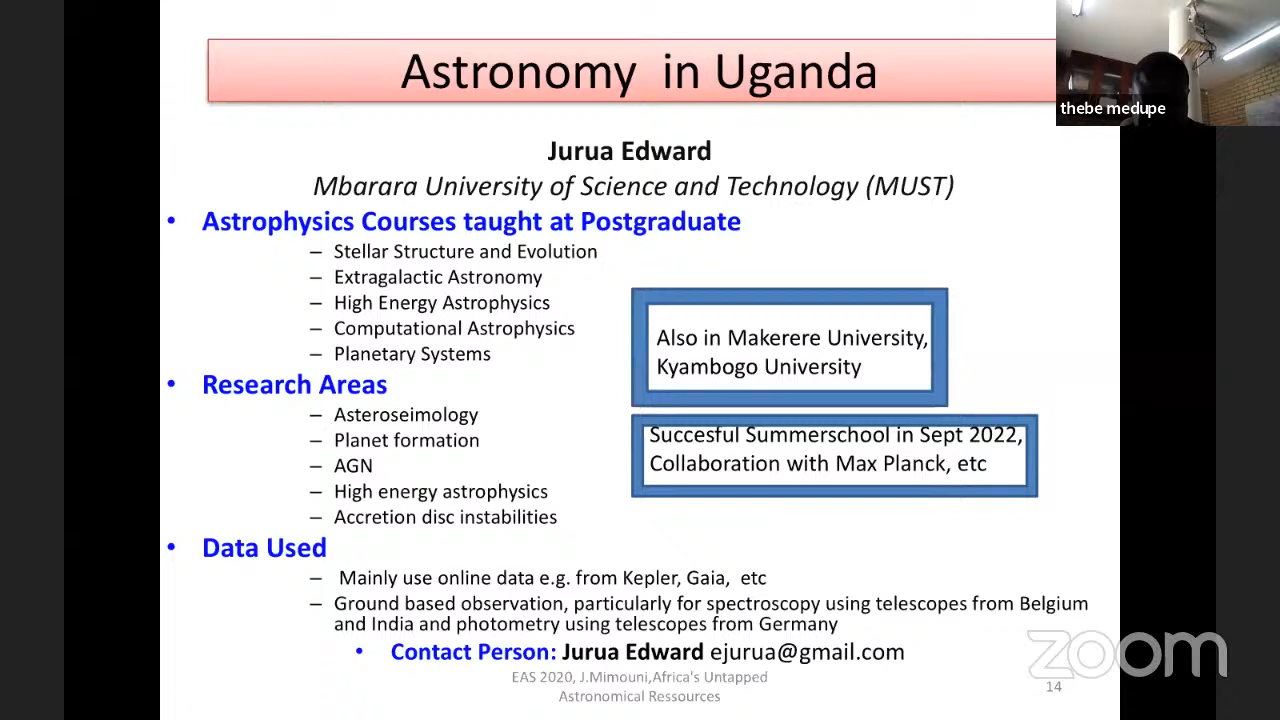 Astronomy in Uganda
thebe medupe
Jurua Edward
Mbarara University of Science and Technology (MUST)
• Astrophysics Courses taught at Postgraduate
– Stellar Structure and Evolution
– Extragalactic Astronomy
– High Energy Astrophysics
– Computational Astrophysics
– Planetary Systems
Also in Makerere University,
Kyambogo University
• Research Areas
– Asteroseimology
– Planet formation
– AGN
– High energy astrophysics
– Accretion disc instabilities
Succesful Summerschool in Sept 2022,
Collaboration with Max Planck, etc
• Data Used
– Mainly use online data e.g. from Kepler, Gaia, etc
– Ground based observation, particularly for spectroscopy using telescopes from Belgium
and India and photometry using telescopes from Germany
• Contact Person: Jurua Edward ejurua@gmail.com
EAS 2020, J.Mimouni,Africa's Untapped
Astronomical Ressources
14
zoom